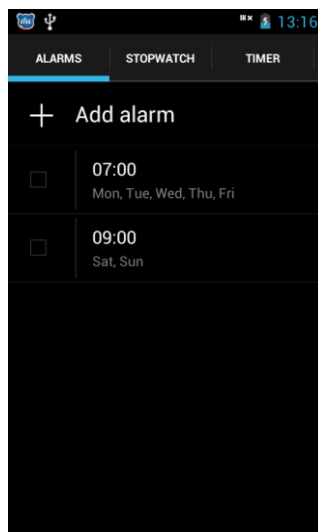 13:16
ALARMS STOPWATCH TIMER
Add alarm
07:00
Mon, Tue, Wed, Thu, Fri
09:00
Sat, Sun